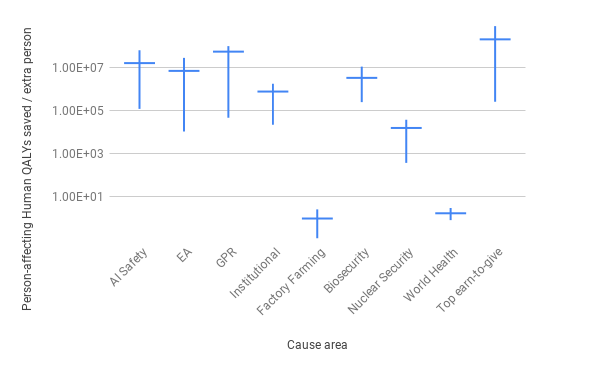 Person-affecting Human QALYs saved / extra person
1.00E+07
1.00E+05
1.00E+03
1.00E+01
AI Safety
EA
GPR
Institutional
Factory Farming
Biosecurity
Nuclear Security
World Health
Top earn-to-give
Cause area